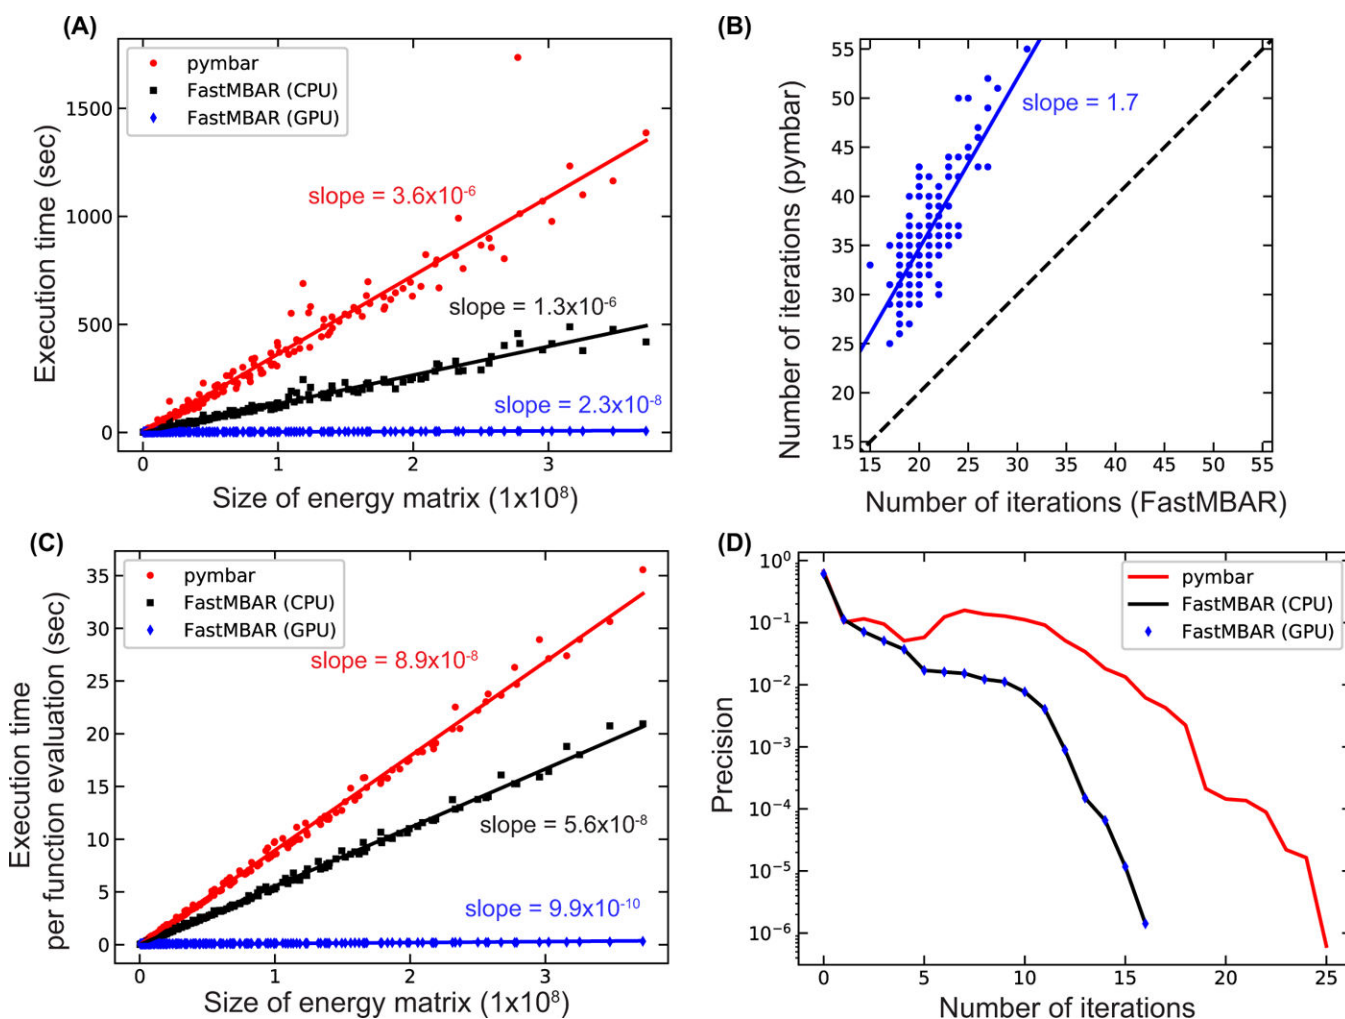 (A)
pymbar
FastMBAR (CPU)
FastMBAR (GPU)
1500
1000
500
0
Execution time (sec)
slope = 3.6x10⁻⁶
slope = 1.3x10⁻⁶
slope = 2.3x10⁻⁸
0 1 2 3
Size of energy matrix (1x10⁸)
(B)
55
50
45
40
35
30
25
20
15
Number of iterations (pymbar)
slope = 1.7
15 20 25 30 35 40 45 50 55
Number of iterations (FastMBAR)
(C)
pymbar
FastMBAR (CPU)
FastMBAR (GPU)
35
30
25
20
15
10
5
0
Execution time
per function evaluation (sec)
slope = 8.9x10⁻⁸
slope = 5.6x10⁻⁸
slope = 9.9x10⁻¹⁰
0 1 2 3
Size of energy matrix (1x10⁸)
(D)
pymbar
FastMBAR (CPU)
FastMBAR (GPU)
10⁰
10⁻¹
10⁻²
10⁻³
10⁻⁴
10⁻⁵
10⁻⁶
Precision
0 5 10 15 20 25
Number of iterations